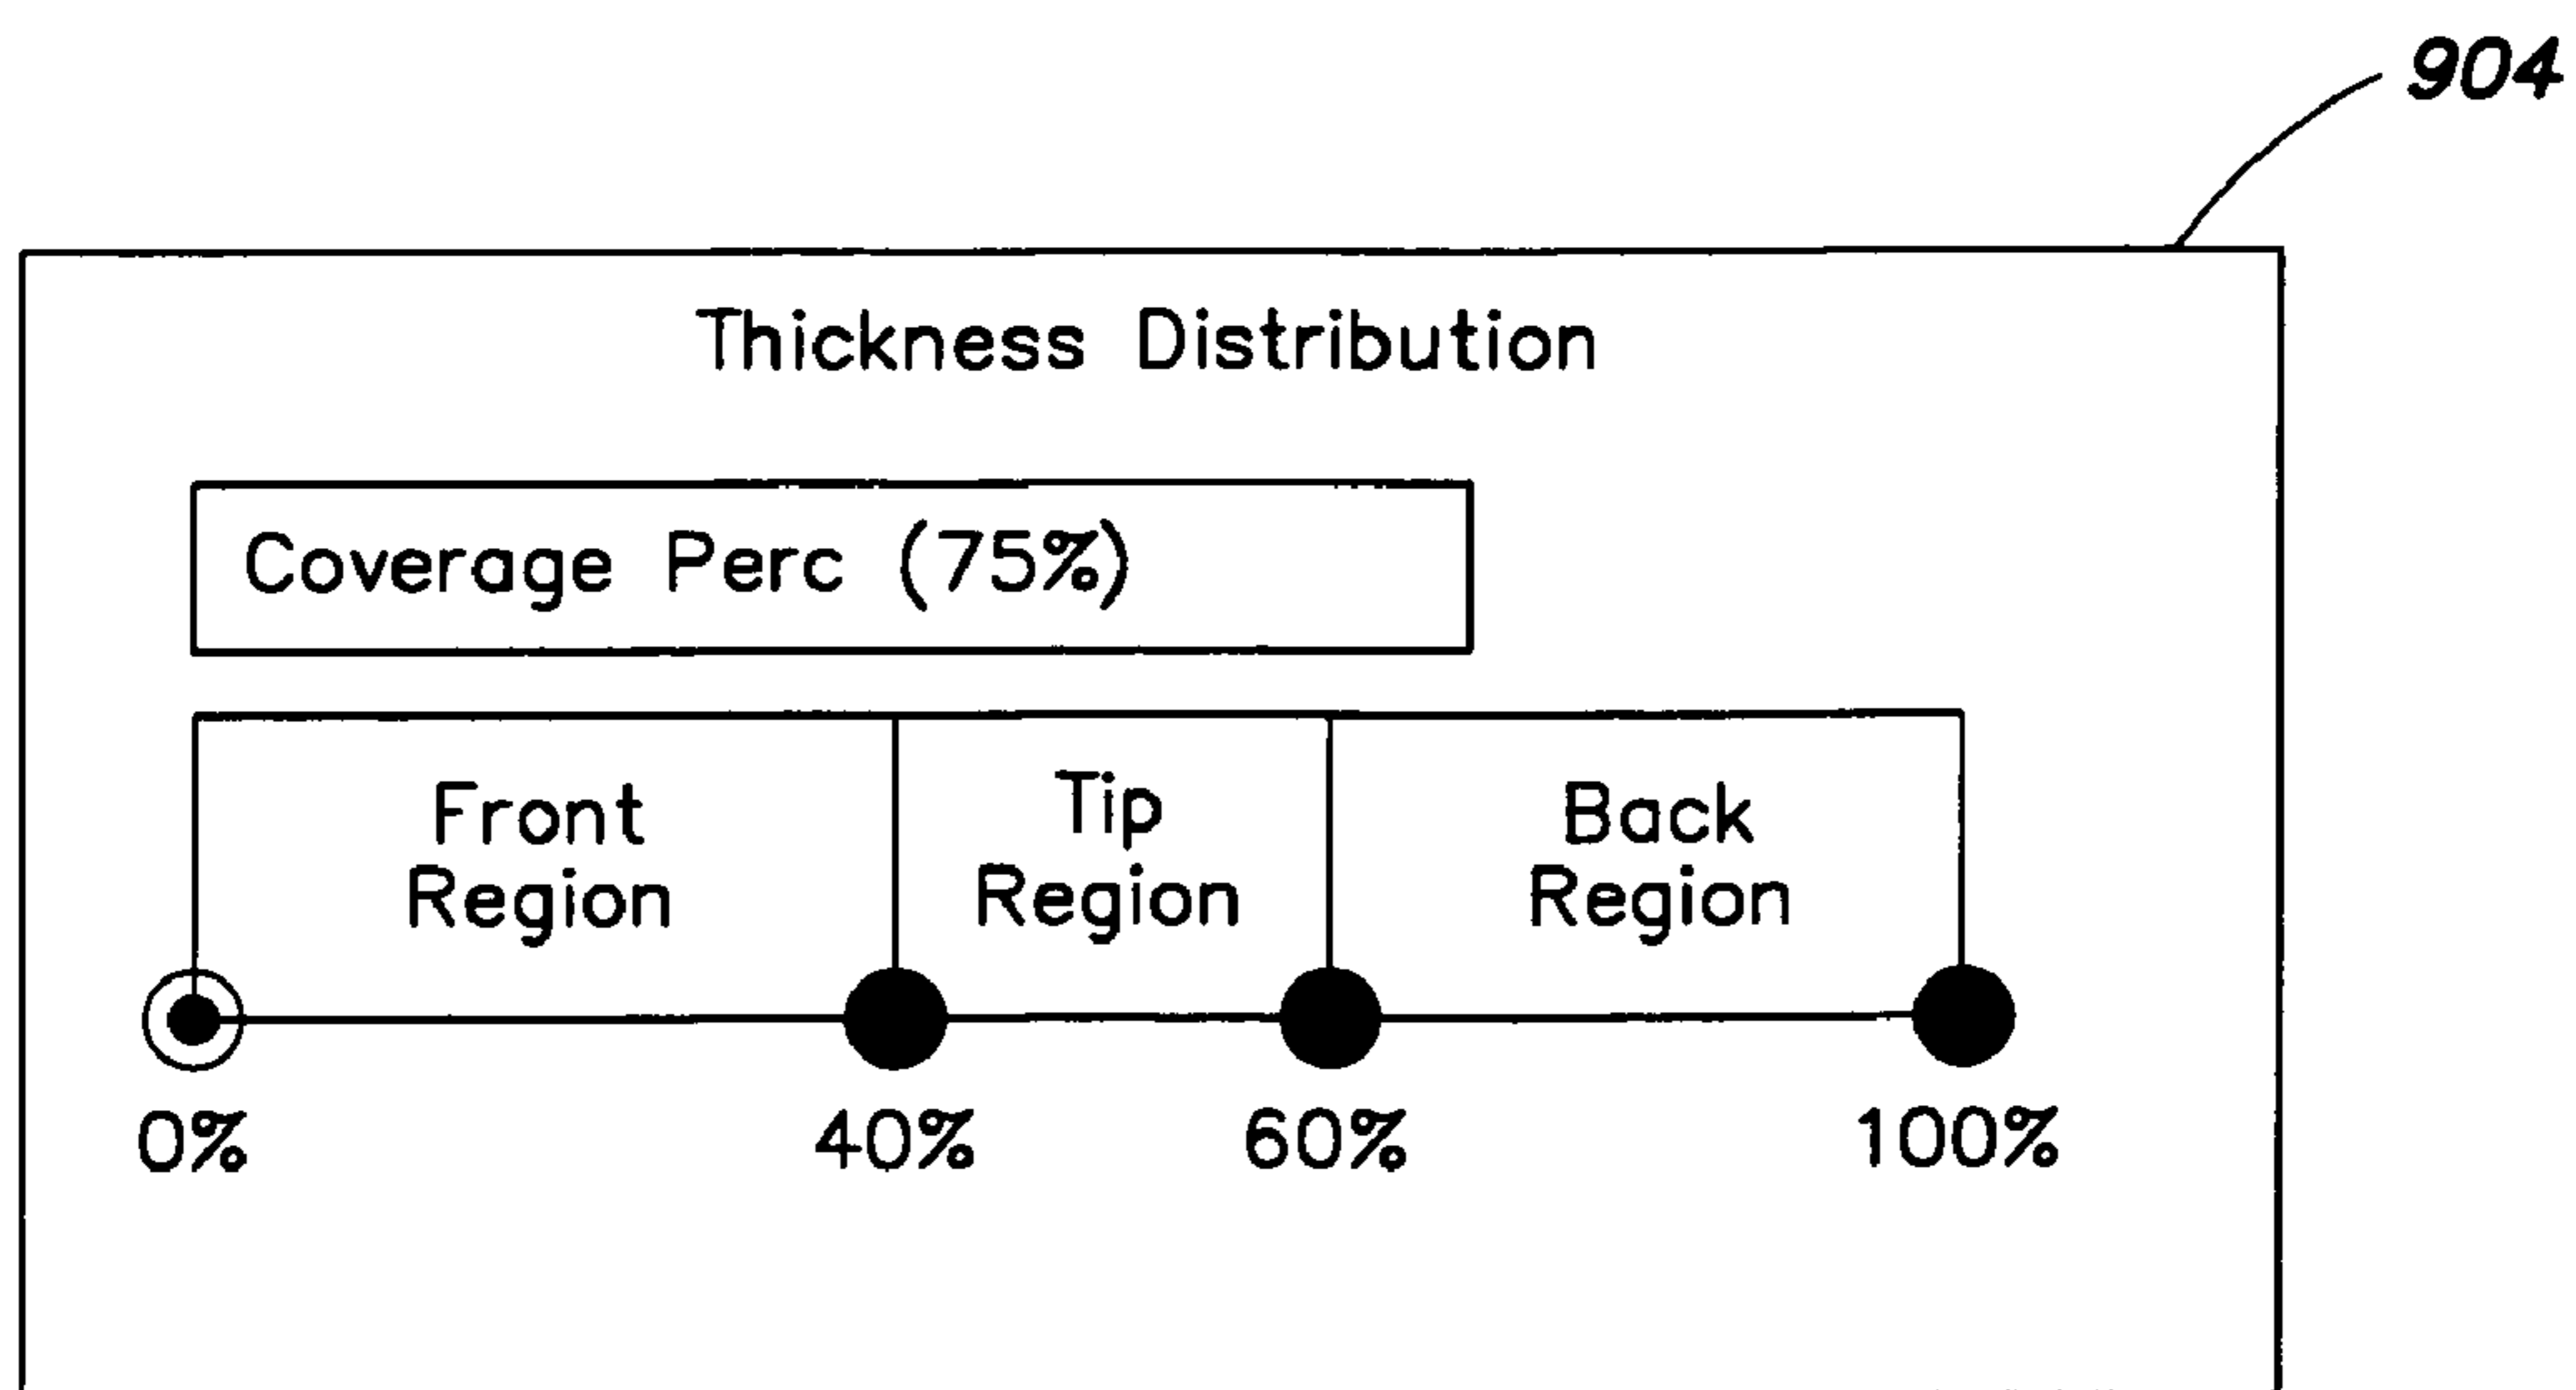 904
Thickness Distribution
Coverage Perc (75%)
Front
Region
Tip
Region
Back
Region
0%
40%
60%
100%